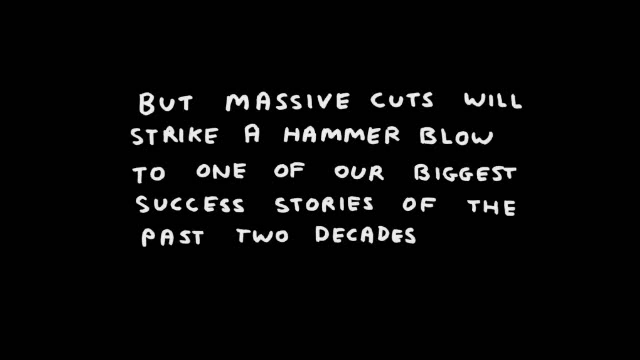 BUT MASSIVE CUTS WILL
STRIKE A HAMMER BLOW
TO ONE OF OUR BIGGEST
SUCCESS STORIES OF THE
PAST TWO DECADES